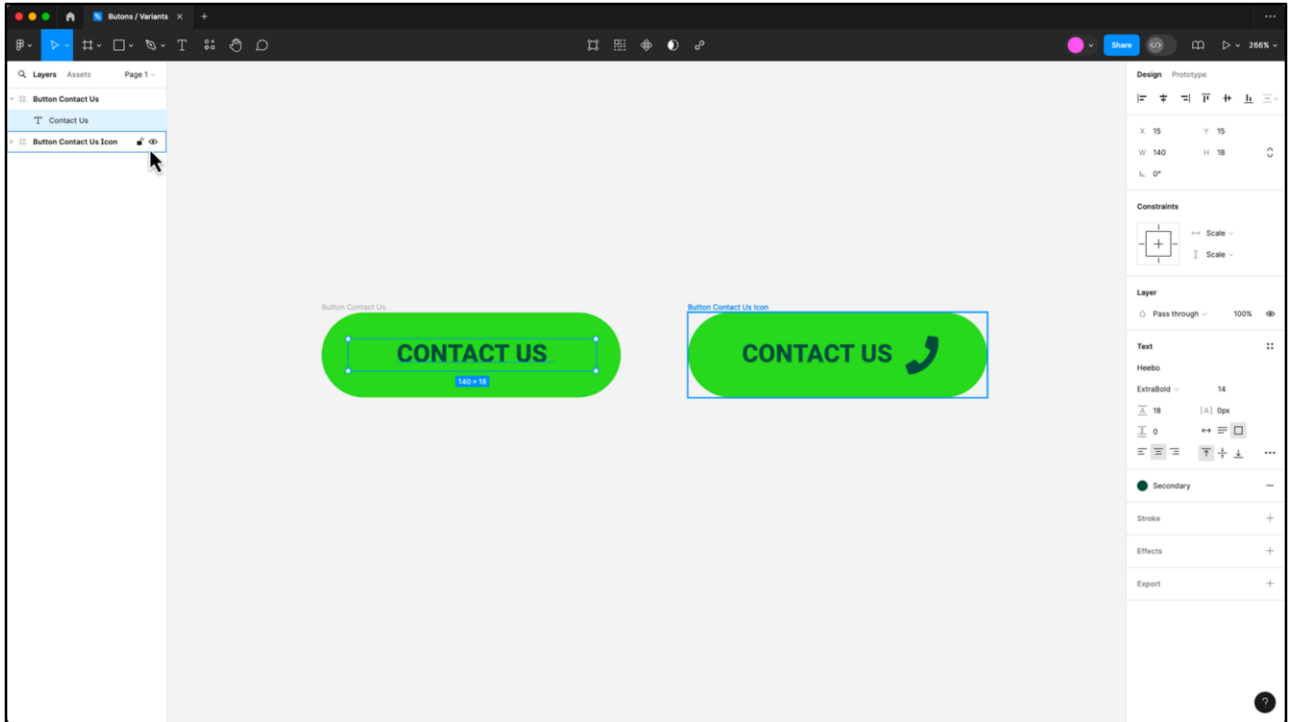 Butons / Variants
Share
266%
Layers Assets Page 1
Button Contact Us
T Contact Us
Button Contact Us Icon
Button Contact Us
CONTACT US
140 × 18
Button Contact Us Icon
CONTACT US
Design Prototype
X 15 Y 15
W 140 H 18
0°
Constraints
Scale
Scale
Layer
Pass through 100%
Text
Heebo
ExtraBold 14
A 18 |A| 0px
0
Secondary
Stroke
Effects
Export
?